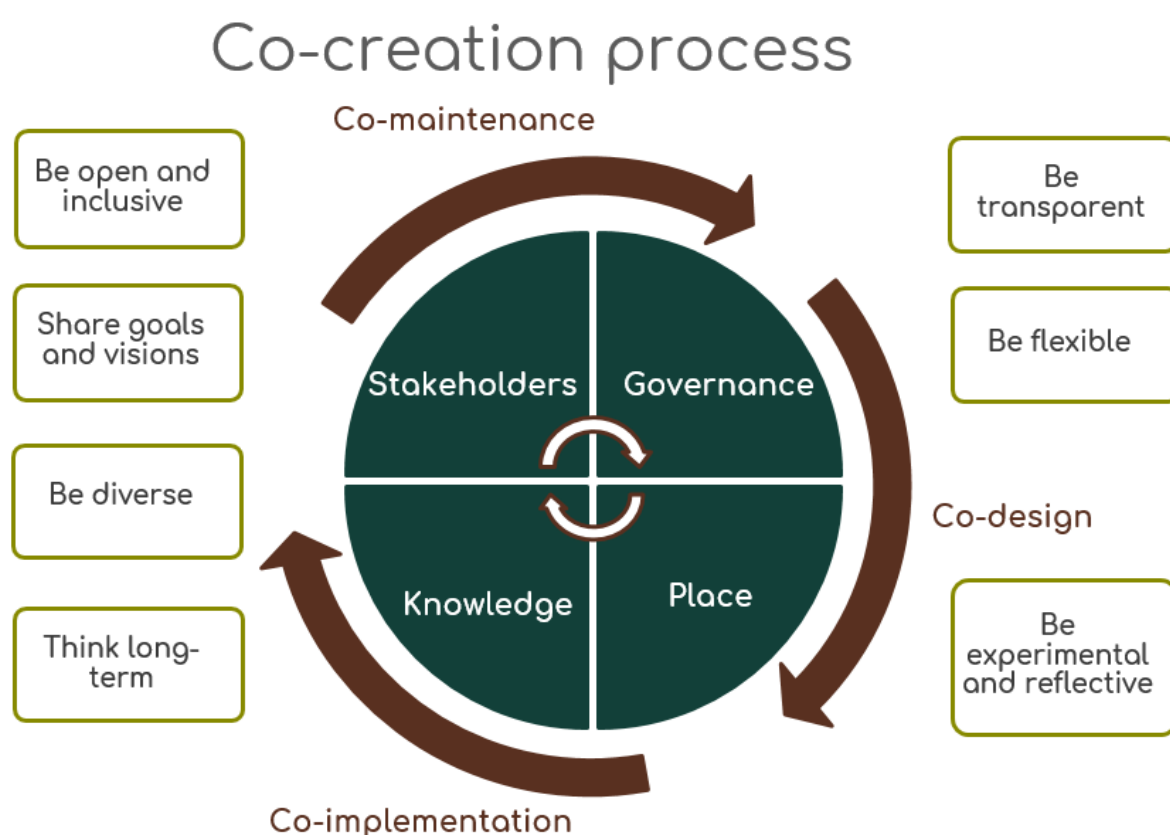 Co-creation process
Co-maintenance
Be open and
inclusive
Share goals
and visions
Be diverse
Think long-
term
Stakeholders
Governance
Knowledge
Place
Be
transparent
Be flexible
Co-design
Be
experimental
and reflective
Co-implementation